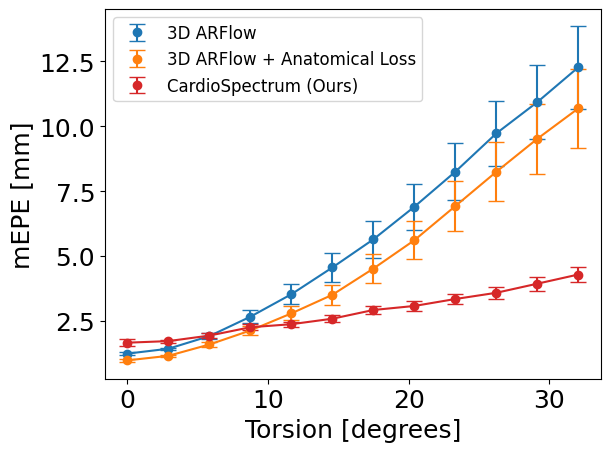 3D ARFlow
3D ARFlow + Anatomical Loss
CardioSpectrum (Ours)
mEPE [mm]
12.5
10.0
7.5
5.0
2.5
0
10
20
30
Torsion [degrees]